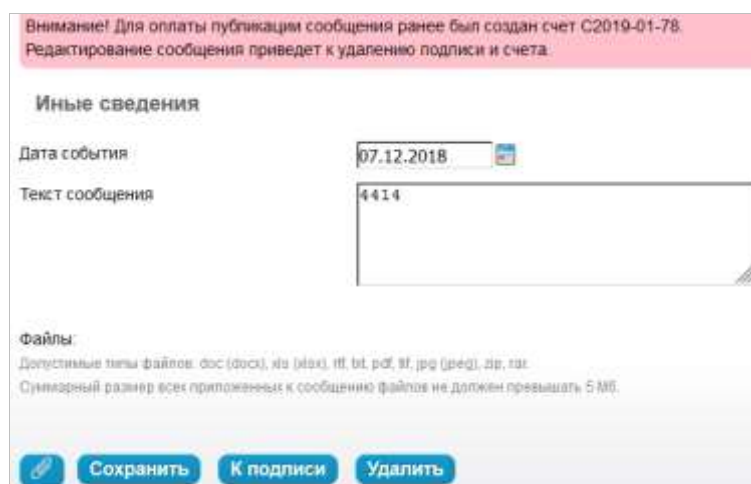 Внимание! Для оплаты публикации сообщения ранее был создан счет С2019-01-78.
Редактирование сообщения приведет к удалению подписи и счета.
Иные сведения
Дата события
07.12.2018
Текст сообщения
4414
Файлы:
Допустимые типы файлов: doc (docx), xls (xlsx), rtf, txt, pdf, tif, jpg (jpeg), zip, rar.
Суммарный размер всех приложенных к сообщению файлов не должен превышать 5 Мб.
Сохранить К подписи Удалить